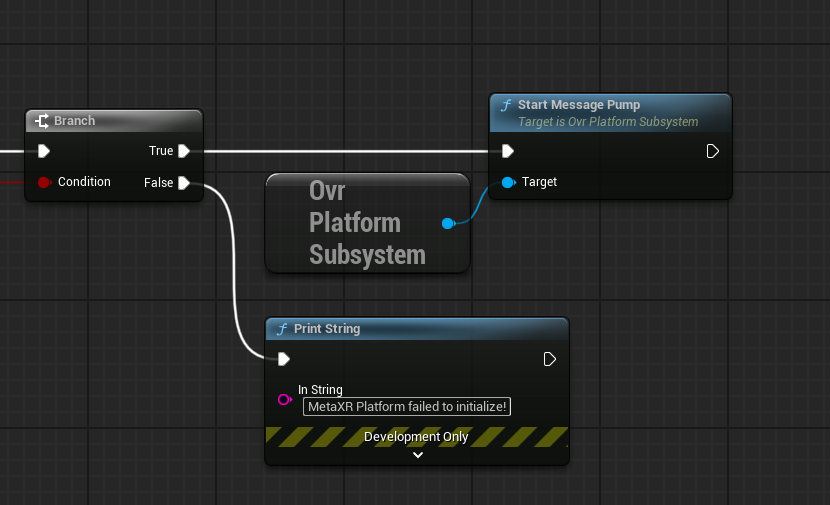 Branch
True
Condition
False
Ovr
Platform
Subsystem
f Start Message Pump
Target is Ovr Platform Subsystem
Target
f Print String
In String
MetaXR Platform failed to initialize!
Development Only